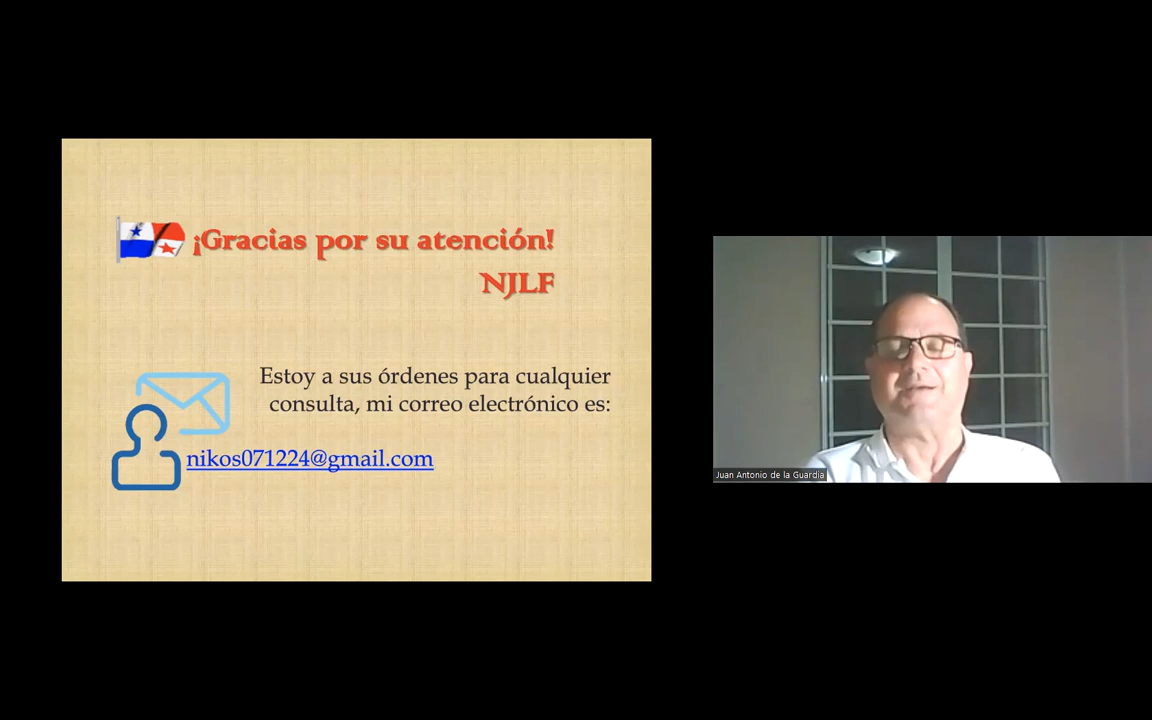 ¡Gracias por su atención!
NJLF
Estoy a sus órdenes para cualquier
consulta, mi correo electrónico es:
nikos071224@gmail.com
Juan Antonio de la Guardia